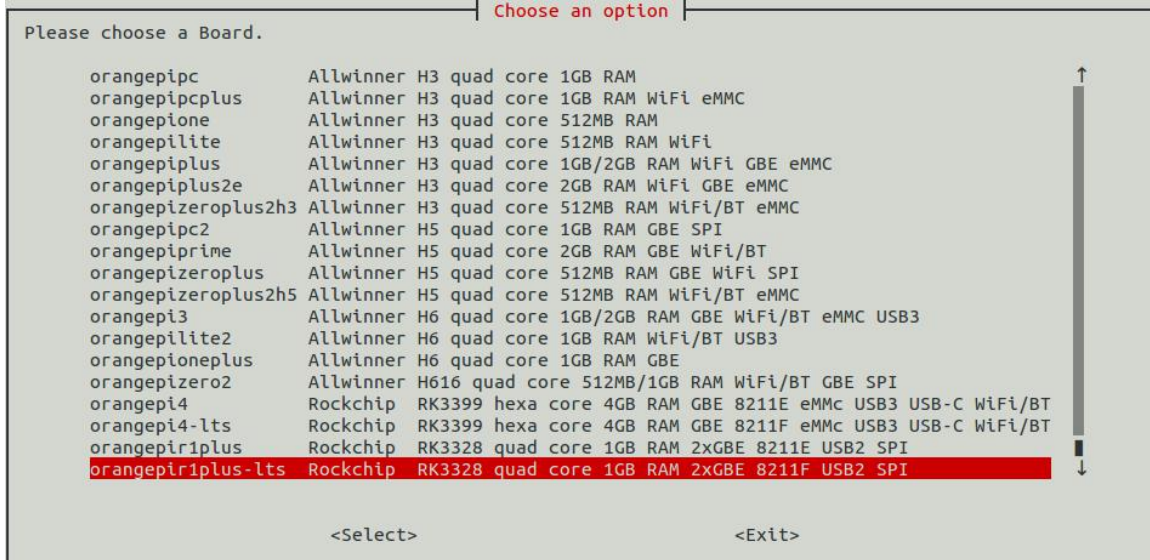 Choose an option
Please choose a Board.
orangepipc Allwinner H3 quad core 1GB RAM
orangepipcplus Allwinner H3 quad core 1GB RAM WiFi eMMC
orangepione Allwinner H3 quad core 512MB RAM
orangepilite Allwinner H3 quad core 512MB RAM WiFi
orangepiplus Allwinner H3 quad core 1GB/2GB RAM WiFi GBE eMMC
orangepiplus2e Allwinner H3 quad core 2GB RAM WiFi GBE eMMC
orangepizeroplus2h3 Allwinner H3 quad core 512MB RAM WiFi/BT eMMC
orangepipc2 Allwinner H5 quad core 1GB RAM GBE SPI
orangepiprime Allwinner H5 quad core 2GB RAM GBE WiFi/BT
orangepizeroplus Allwinner H5 quad core 512MB RAM GBE WiFi SPI
orangepizeroplus2h5 Allwinner H5 quad core 512MB RAM WiFi/BT eMMC
orangepi3 Allwinner H6 quad core 1GB/2GB RAM GBE WiFi/BT eMMC USB3
orangepilite2 Allwinner H6 quad core 1GB RAM WiFi/BT USB3
orangepioneplus Allwinner H6 quad core 1GB RAM GBE
orangepizero2 Allwinner H616 quad core 512MB/1GB RAM WiFi/BT GBE SPI
orangepi4 Rockchip RK3399 hexa core 4GB RAM GBE 8211E eMMc USB3 USB-C WiFi/BT
orangepi4-lts Rockchip RK3399 hexa core 4GB RAM GBE 8211F eMMc USB3 USB-C WiFi/BT
orangepir1plus Rockchip RK3328 quad core 1GB RAM 2xGBE 8211E USB2 SPI
orangepir1plus-lts Rockchip RK3328 quad core 1GB RAM 2xGBE 8211F USB2 SPI
<Select> <Exit>